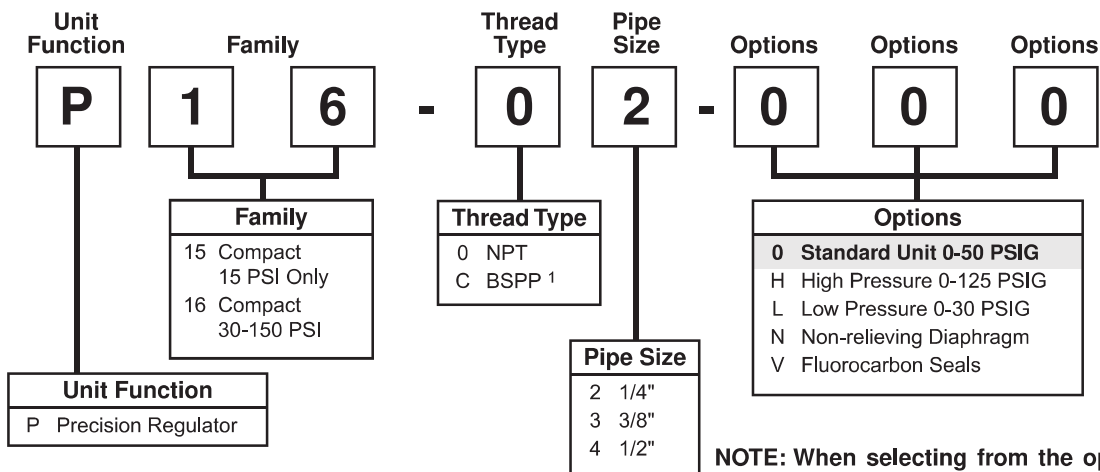 Unit Function
Family
Thread Type
Pipe Size
Options
Options
Options
P 1 6 - 0 2 - 0 0 0
Family
15 Compact
15 PSI Only
16 Compact
30-150 PSI
Thread Type
0 NPT
C BSPP 1
Options
0 Standard Unit 0-50 PSIG
H High Pressure 0-125 PSIG
L Low Pressure 0-30 PSIG
N Non-relieving Diaphragm
V Fluorocarbon Seals
Unit Function
P Precision Regulator
Pipe Size
2 1/4"
3 3/8"
4 1/2"
NOTE: When selecting from the op